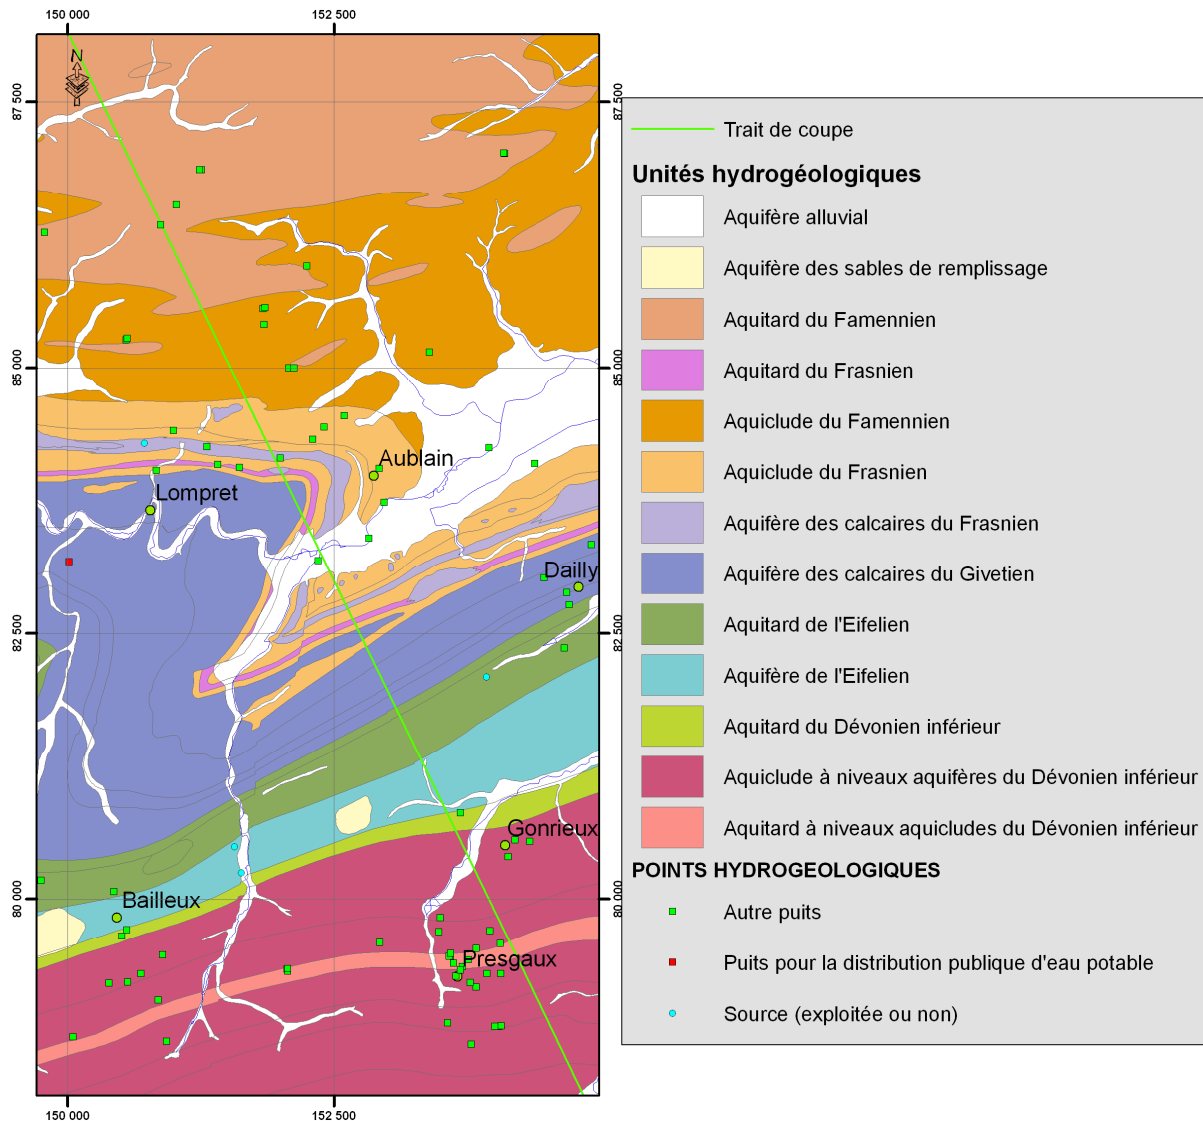 150 000
152 500
N
87 500
87 500
85 000
85 000
Aublain
Lompret
Dailly
82 500
82 500
Gonrieux
Bailleux
80 000
80 000
Presgaux
150 000
152 500
Trait de coupe
Unités hydrogéologiques
Aquifère alluvial
Aquifère des sables de remplissage
Aquitard du Famennien
Aquitard du Frasnien
Aquiclude du Famennien
Aquiclude du Frasnien
Aquifère des calcaires du Frasnien
Aquifère des calcaires du Givetien
Aquitard de l'Eifelien
Aquifère de l'Eifelien
Aquitard du Dévonien inférieur
Aquiclude à niveaux aquifères du Dévonien inférieur
Aquitard à niveaux aquicludes du Dévonien inférieur
POINTS HYDROGEOLOGIQUES
Autre puits
Puits pour la distribution publique d'eau potable
Source (exploitée ou non)